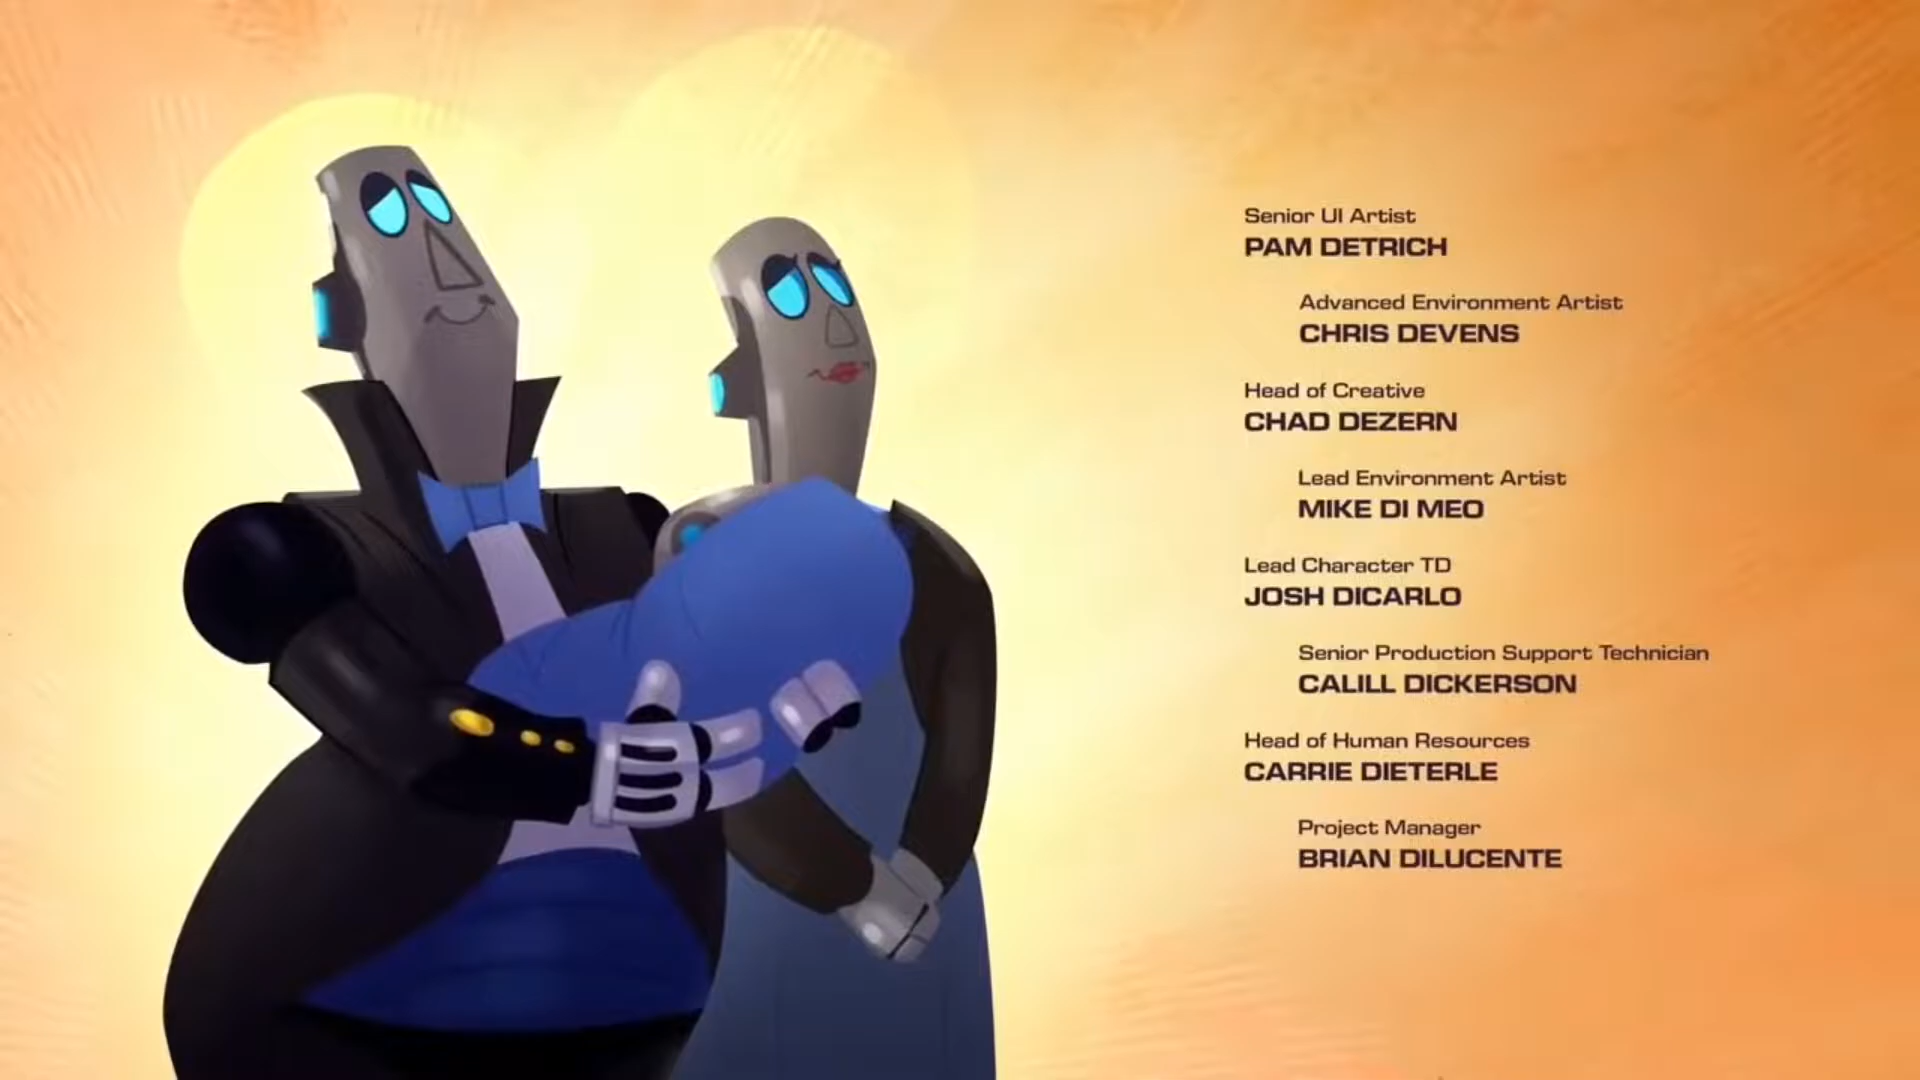 Senior UI Artist
PAM DETRICH
Advanced Environment Artist
CHRIS DEVENS
Head of Creative
CHAD DEZERN
Lead Environment Artist
MIKE DI MEO
Lead Character TD
JOSH DICARLO
Senior Production Support Technician
CALILL DICKERSON
Head of Human Resources
CARRIE DIETERLE
Project Manager
BRIAN DILUCENTE